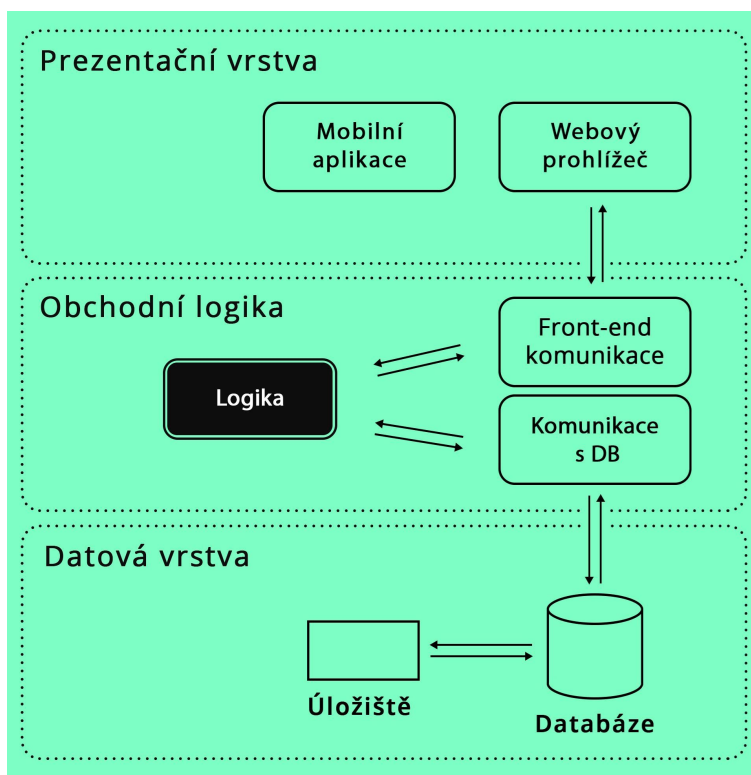 Prezentační vrstva
Mobilní
aplikace
Webový
prohlížeč
Obchodní logika
Front-end
komunikace
Logika
Komunikace
s DB
Datová vrstva
Úložiště
Databáze